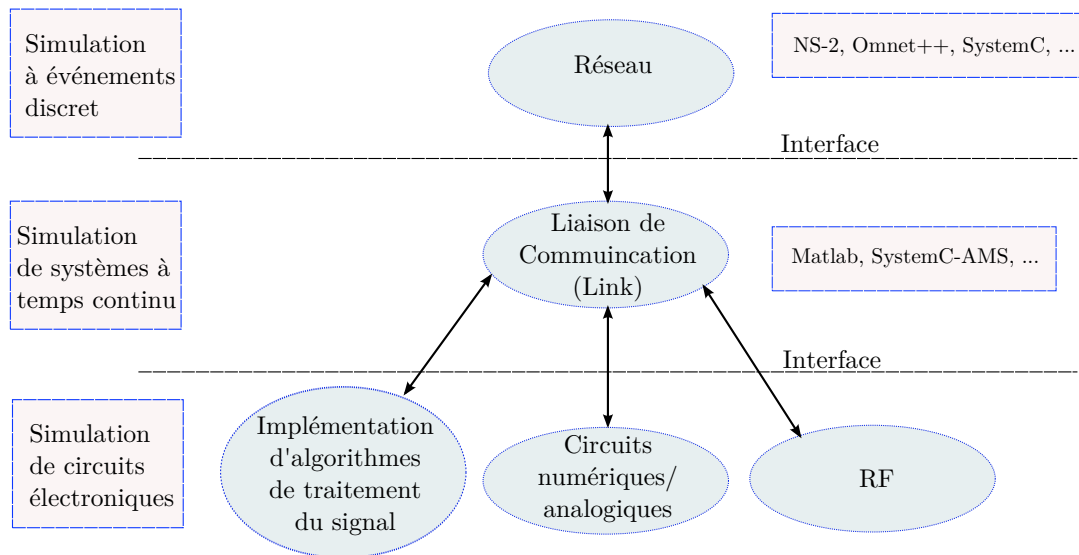 Simulation
à événements
discret
Réseau
NS-2, Omnet++, SystemC, ...
Interface
Simulation
de systèmes à
temps continu
Liaison de
Commuincation
(Link)
Matlab, SystemC-AMS, ...
Interface
Simulation
de circuits
électroniques
Implémentation
d'algorithmes
de traitement
du signal
Circuits
numériques/
analogiques
RF